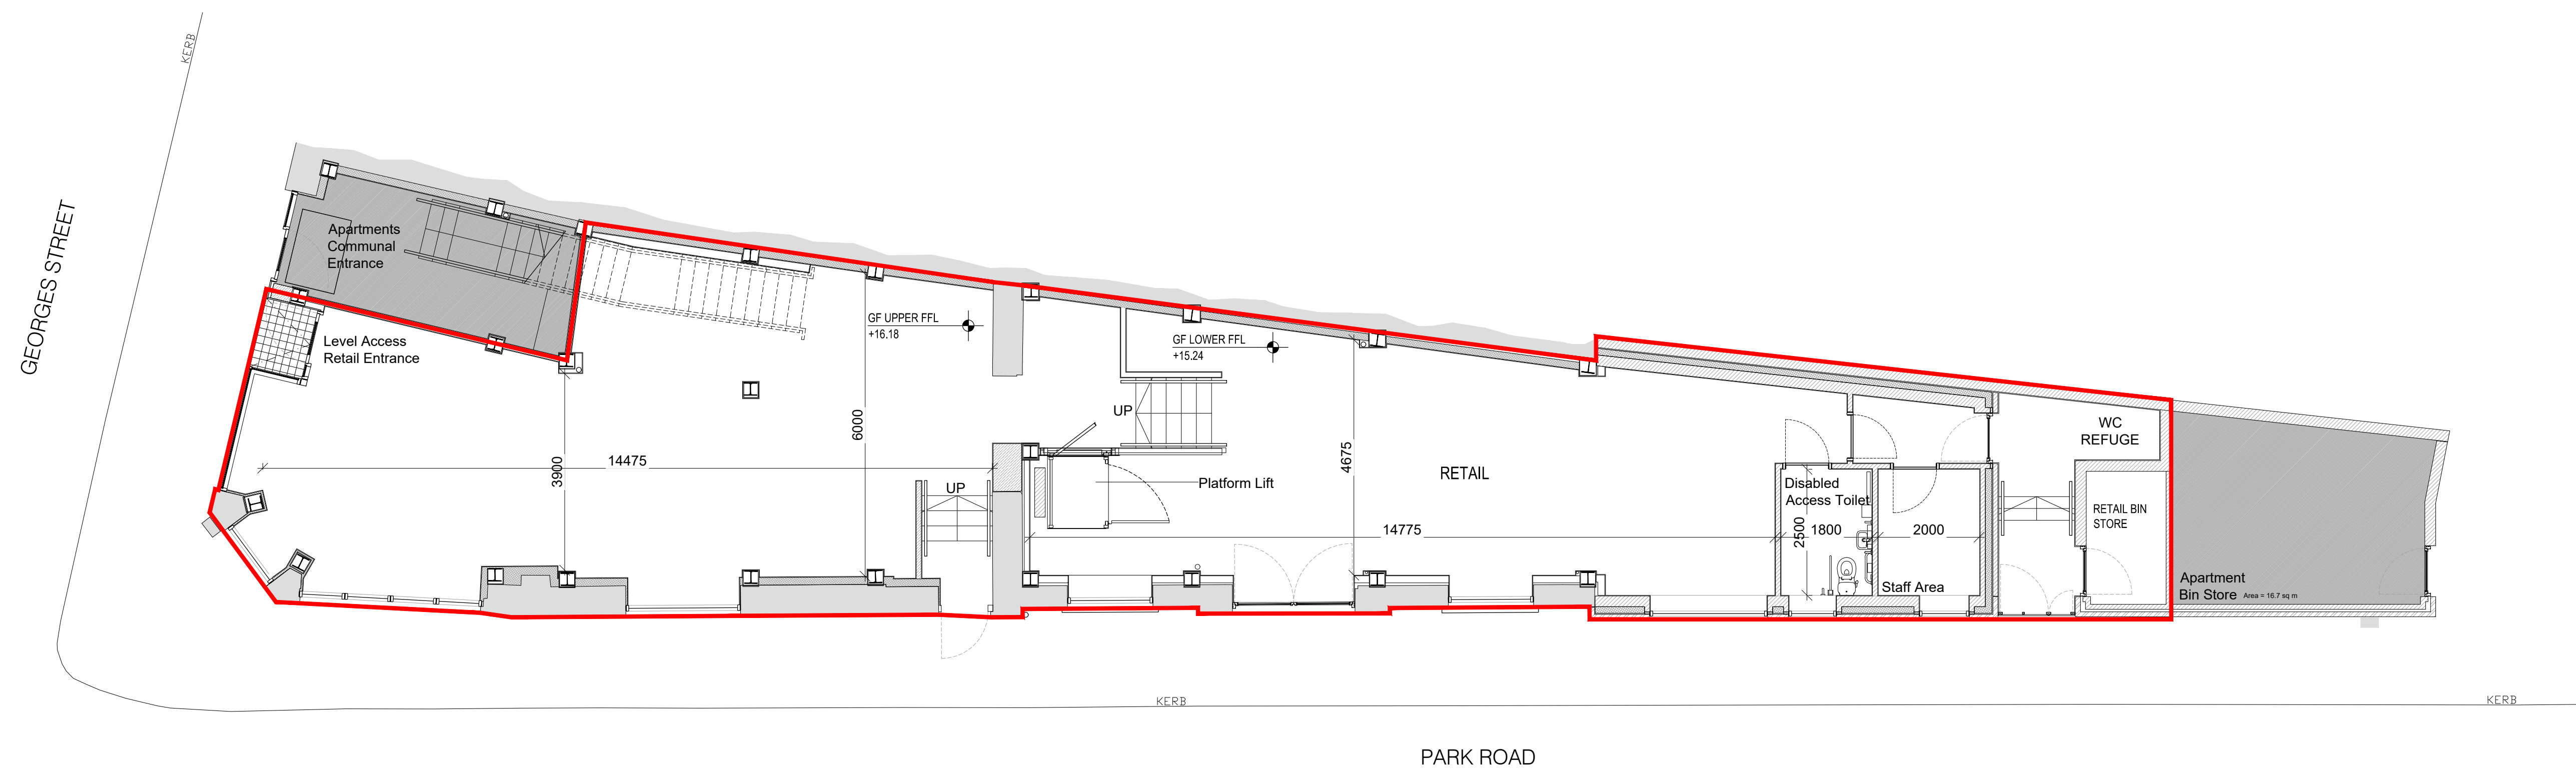 KERB
GEORGES STREET
Apartments
Communal
Entrance
Level Access
Retail Entrance
GF UPPER FFL
+16.18
GF LOWER FFL
+15.24
14475
3900
6000
UP
UP
Platform Lift
4675
RETAIL
14775
Disabled
Access Toilet
2500
1800
2000
Staff Area
WC
REFUGE
RETAIL BIN
STORE
Apartment
Bin Store Area = 16.7 sq m
KERB
KERB
PARK ROAD